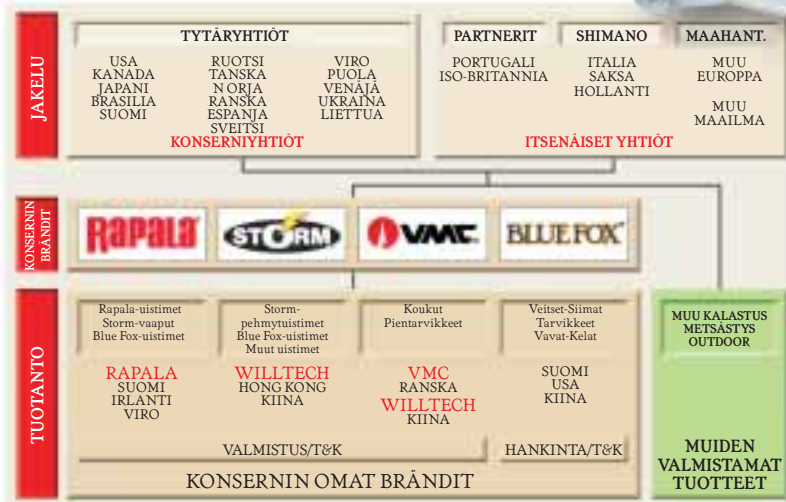 JAKELU
TYTÄRYHTIÖT
USA
KANADA
JAPANI
BRASILIA
SUOMI
RUOTSI
TANSKA
NORJA
RANSKA
ESPANJA
SVEITSI
VIRO
PUOLA
VENÄJÄ
UKRAINA
LIETTUA
KONSERNIYHTIÖT
PARTNERIT
PORTUGALI
ISO-BRITANNIA
SHIMANO
ITALIA
SAKSA
HOLLANTI
MAAHANT.
MUU
EUROPPA
MUU
MAAILMA
ITSENÄISET YHTIÖT
KONSERNIN
BRÄNDIT
RAPALA
STORM
VMC
BLUE FOX
TUOTANTO
Rapala-uistimet
Storm-vaaput
Blue Fox-uistimet
RAPALA
SUOMI
IRLANTI
VIRO
Storm-
pehmytuistimet
Blue Fox-uistimet
Muut uistimet
WILLTECH
HONG KONG
KIINA
Koukut
Pientarvikkeet
VMC
RANSKA
WILLTECH
KIINA
Veitset-Siimat
Tarvikkeet
Vavat-Kelat
SUOMI
USA
KIINA
VALMISTUS/T&K
HANKINTA/T&K
KONSERNIN OMAT BRÄNDIT
MUU KALASTUS
METSÄSTYS
OUTDOOR
MUIDEN
VALMISTAMAT
TUOTTEET